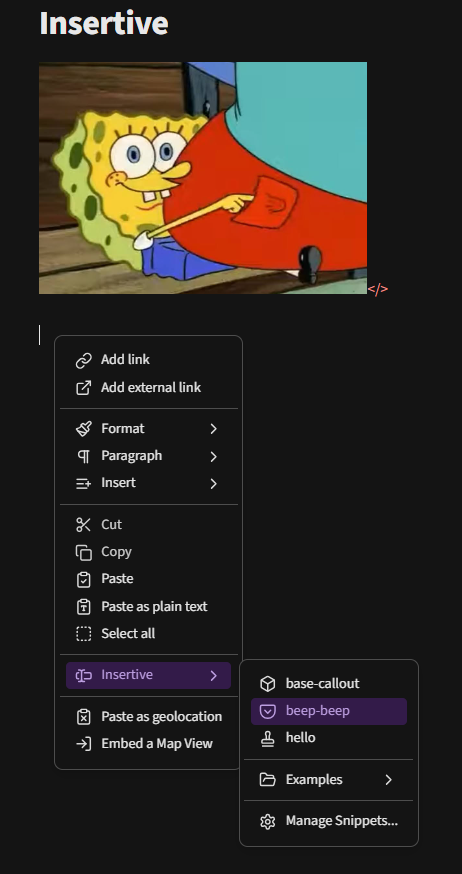 Insertive
</>
Add link
Add external link
Format
Paragraph
Insert
Cut
Copy
Paste
Paste as plain text
Select all
Insertive
Paste as geolocation
Embed a Map View
base-callout
beep-beep
hello
Examples
Manage Snippets...